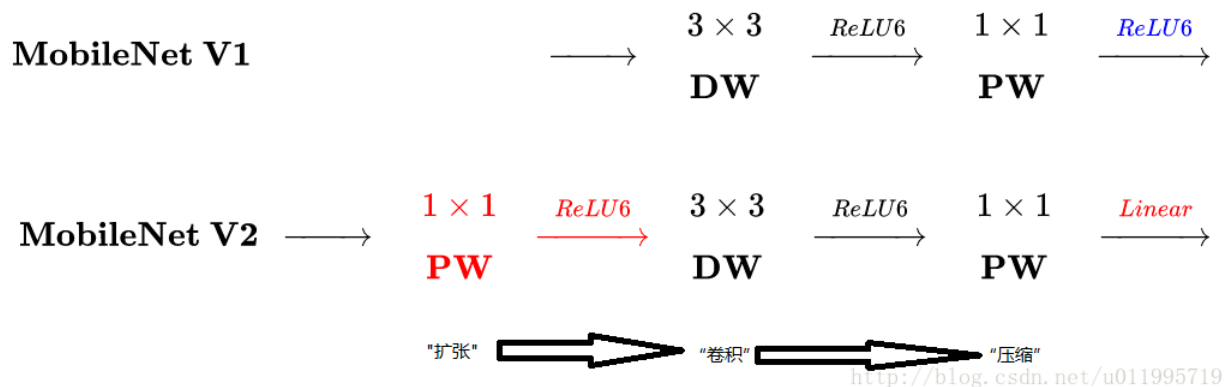 3 × 3 ReLU6 1 × 1 ReLU6
MobileNet V1
DW PW
1 × 1 ReLU6 3 × 3 ReLU6 1 × 1 Linear
MobileNet V2
PW DW PW
"扩张" “卷积” “压缩”
http://blog.csdn.net/u011995719